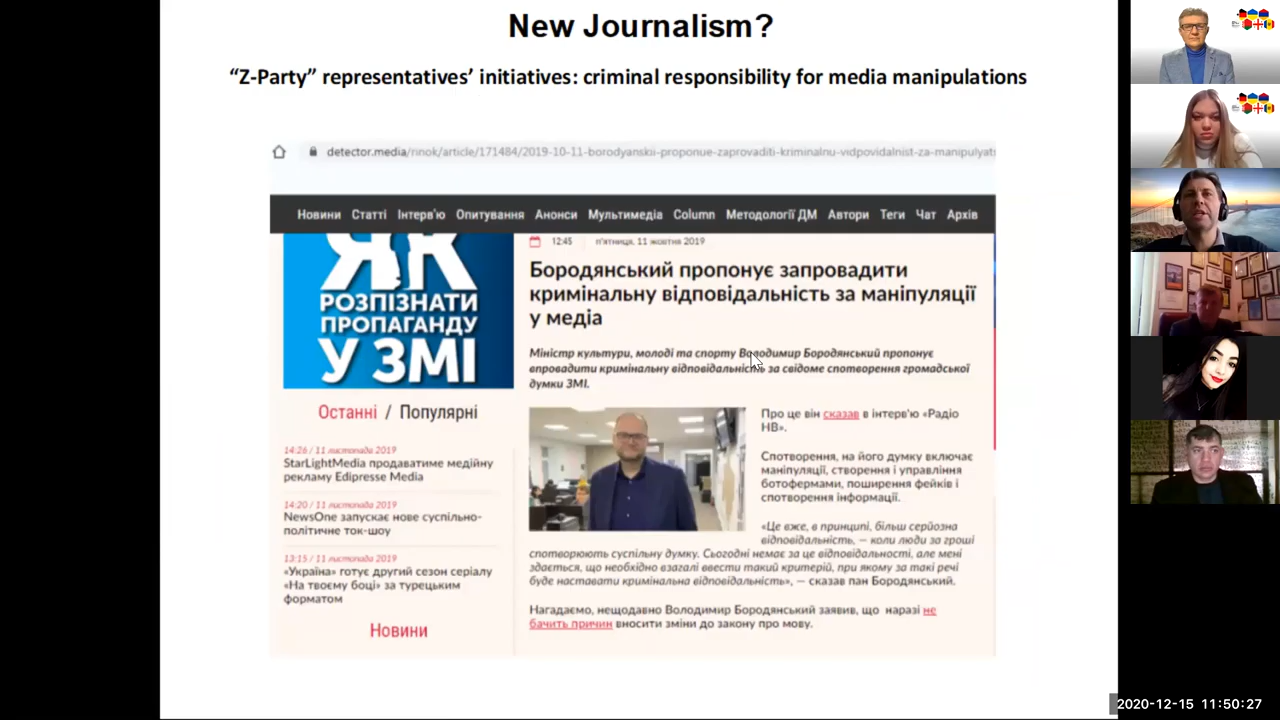 New Journalism?
“Z-Party” representatives’ initiatives: criminal responsibility for media manipulations
detector.media/rinok/article/171484/2019-10-11-borodyanskii-proponue-zaprovaditi-kriminalnu-vidpovidalnist-za-manipulyats
Новини Статті Інтерв'ю Опитування Анонси Мультимедіа Column Методології ДМ Автори Теги Чат Архів
ЯК
РОЗПІЗНАТИ
ПРОПАГАНДУ
У ЗМІ
Останні / Популярні
14:26 / 11 листопада 2019
StarLightMedia продаватиме медійну
рекламу Edipresse Media
14:20 / 11 листопада 2019
NewsOne запускає нове суспільно-
політичне ток-шоу
13:15 / 11 листопада 2019
«Україна» готує другий сезон серіалу
«На твоєму боці» за турецьким
форматом
Новини
12:45 п'ятниця, 11 жовтня 2019
Бородянський пропонує запровадити
кримінальну відповідальність за маніпуляції
у медіа
Міністр культури, молоді та спорту Володимир Бородянський пропонує
впровадити кримінальну відповідальність за свідоме спотворення громадської
думки ЗМІ.
Про це він сказав в інтерв'ю «Радіо
НВ».
Спотворення, на його думку включає
маніпуляції, створення і управління
ботофермами, поширення фейків і
спотворення інформації.
«Це вже, в принципі, більш серйозна
відповідальність, — коли люди за гроші
спотворюють суспільну думку. Сьогодні немає за це відповідальності, але мені
здається, що необхідно взагалі ввести такий критерій, при якому за такі речі
буде наставати кримінальна відповідальність», — сказав пан Бородянський.
Нагадаємо, нещодавно Володимир Бородянський заявив, що наразі не
бачить причин вносити зміни до закону про мову.
2020-12-15 11:50:27